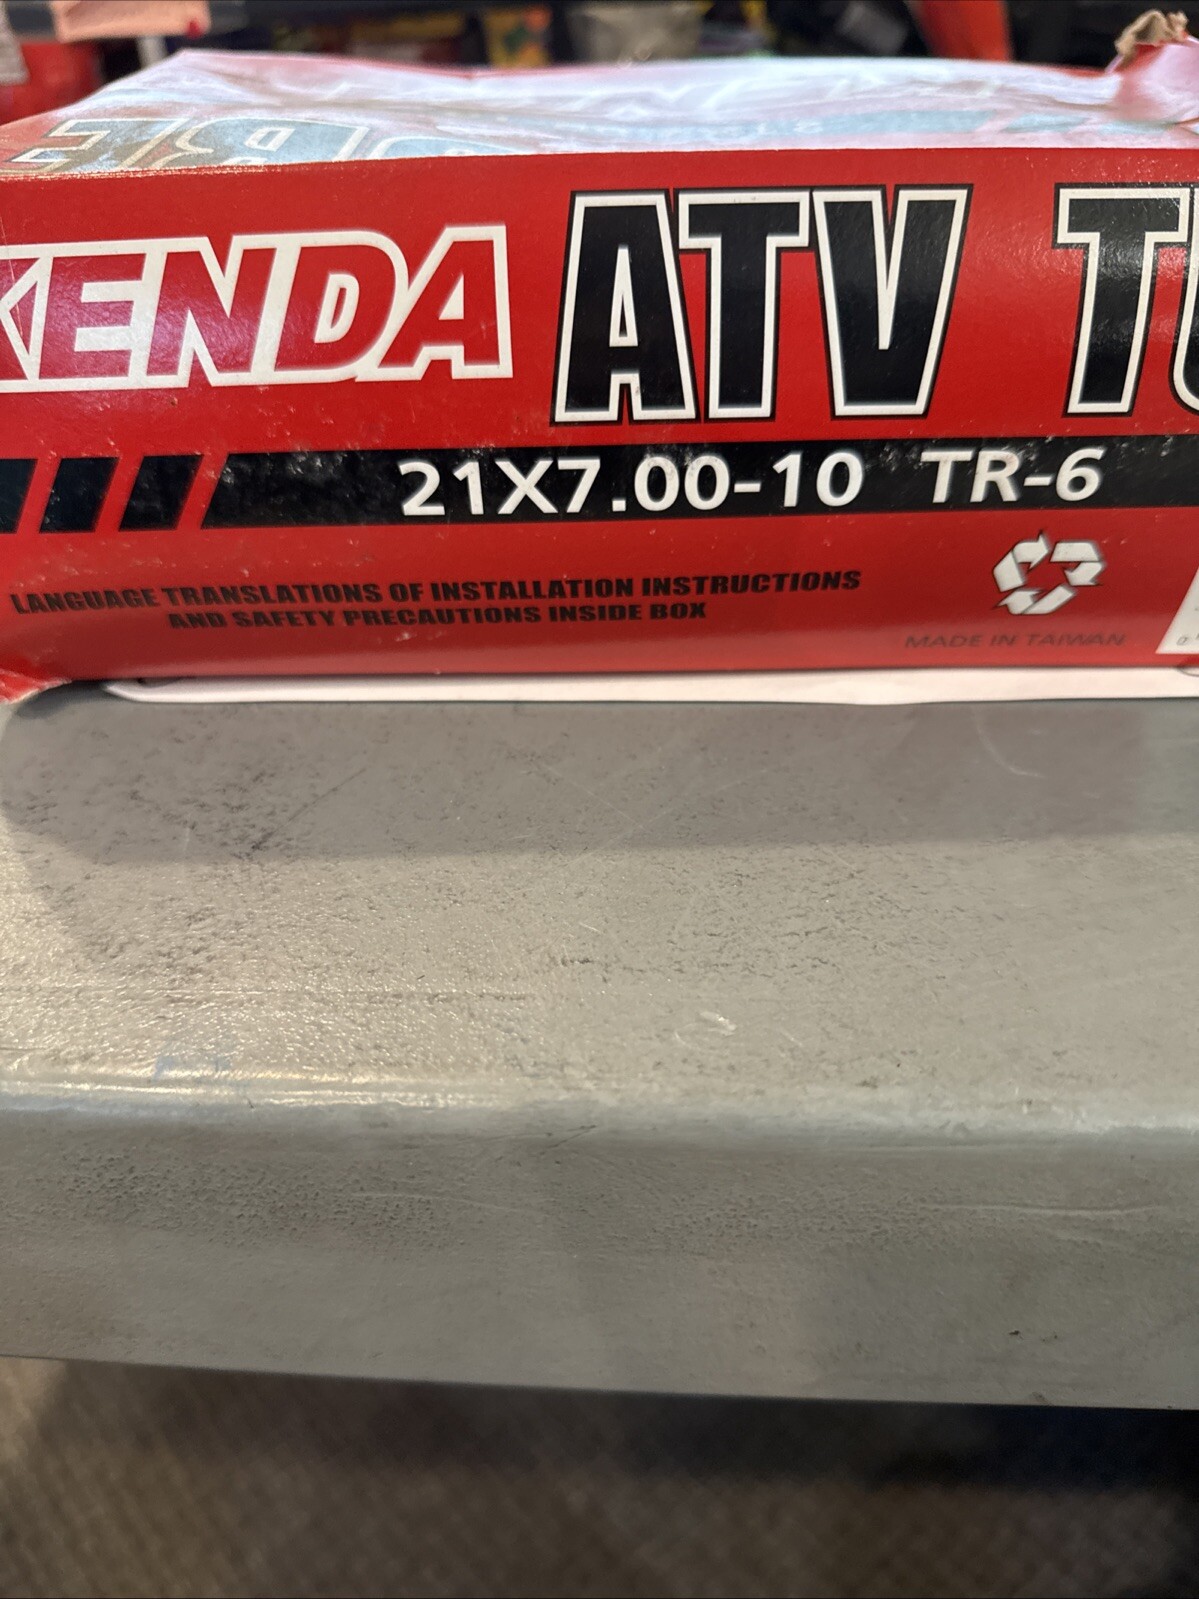 KENDA ATV
21X7.00-10 TR-6
LANGUAGE TRANSLATIONS OF INSTALLATION INSTRUCTIONS
AND SAFETY PRECAUTIONS INSIDE BOX
MADE IN TAIWAN